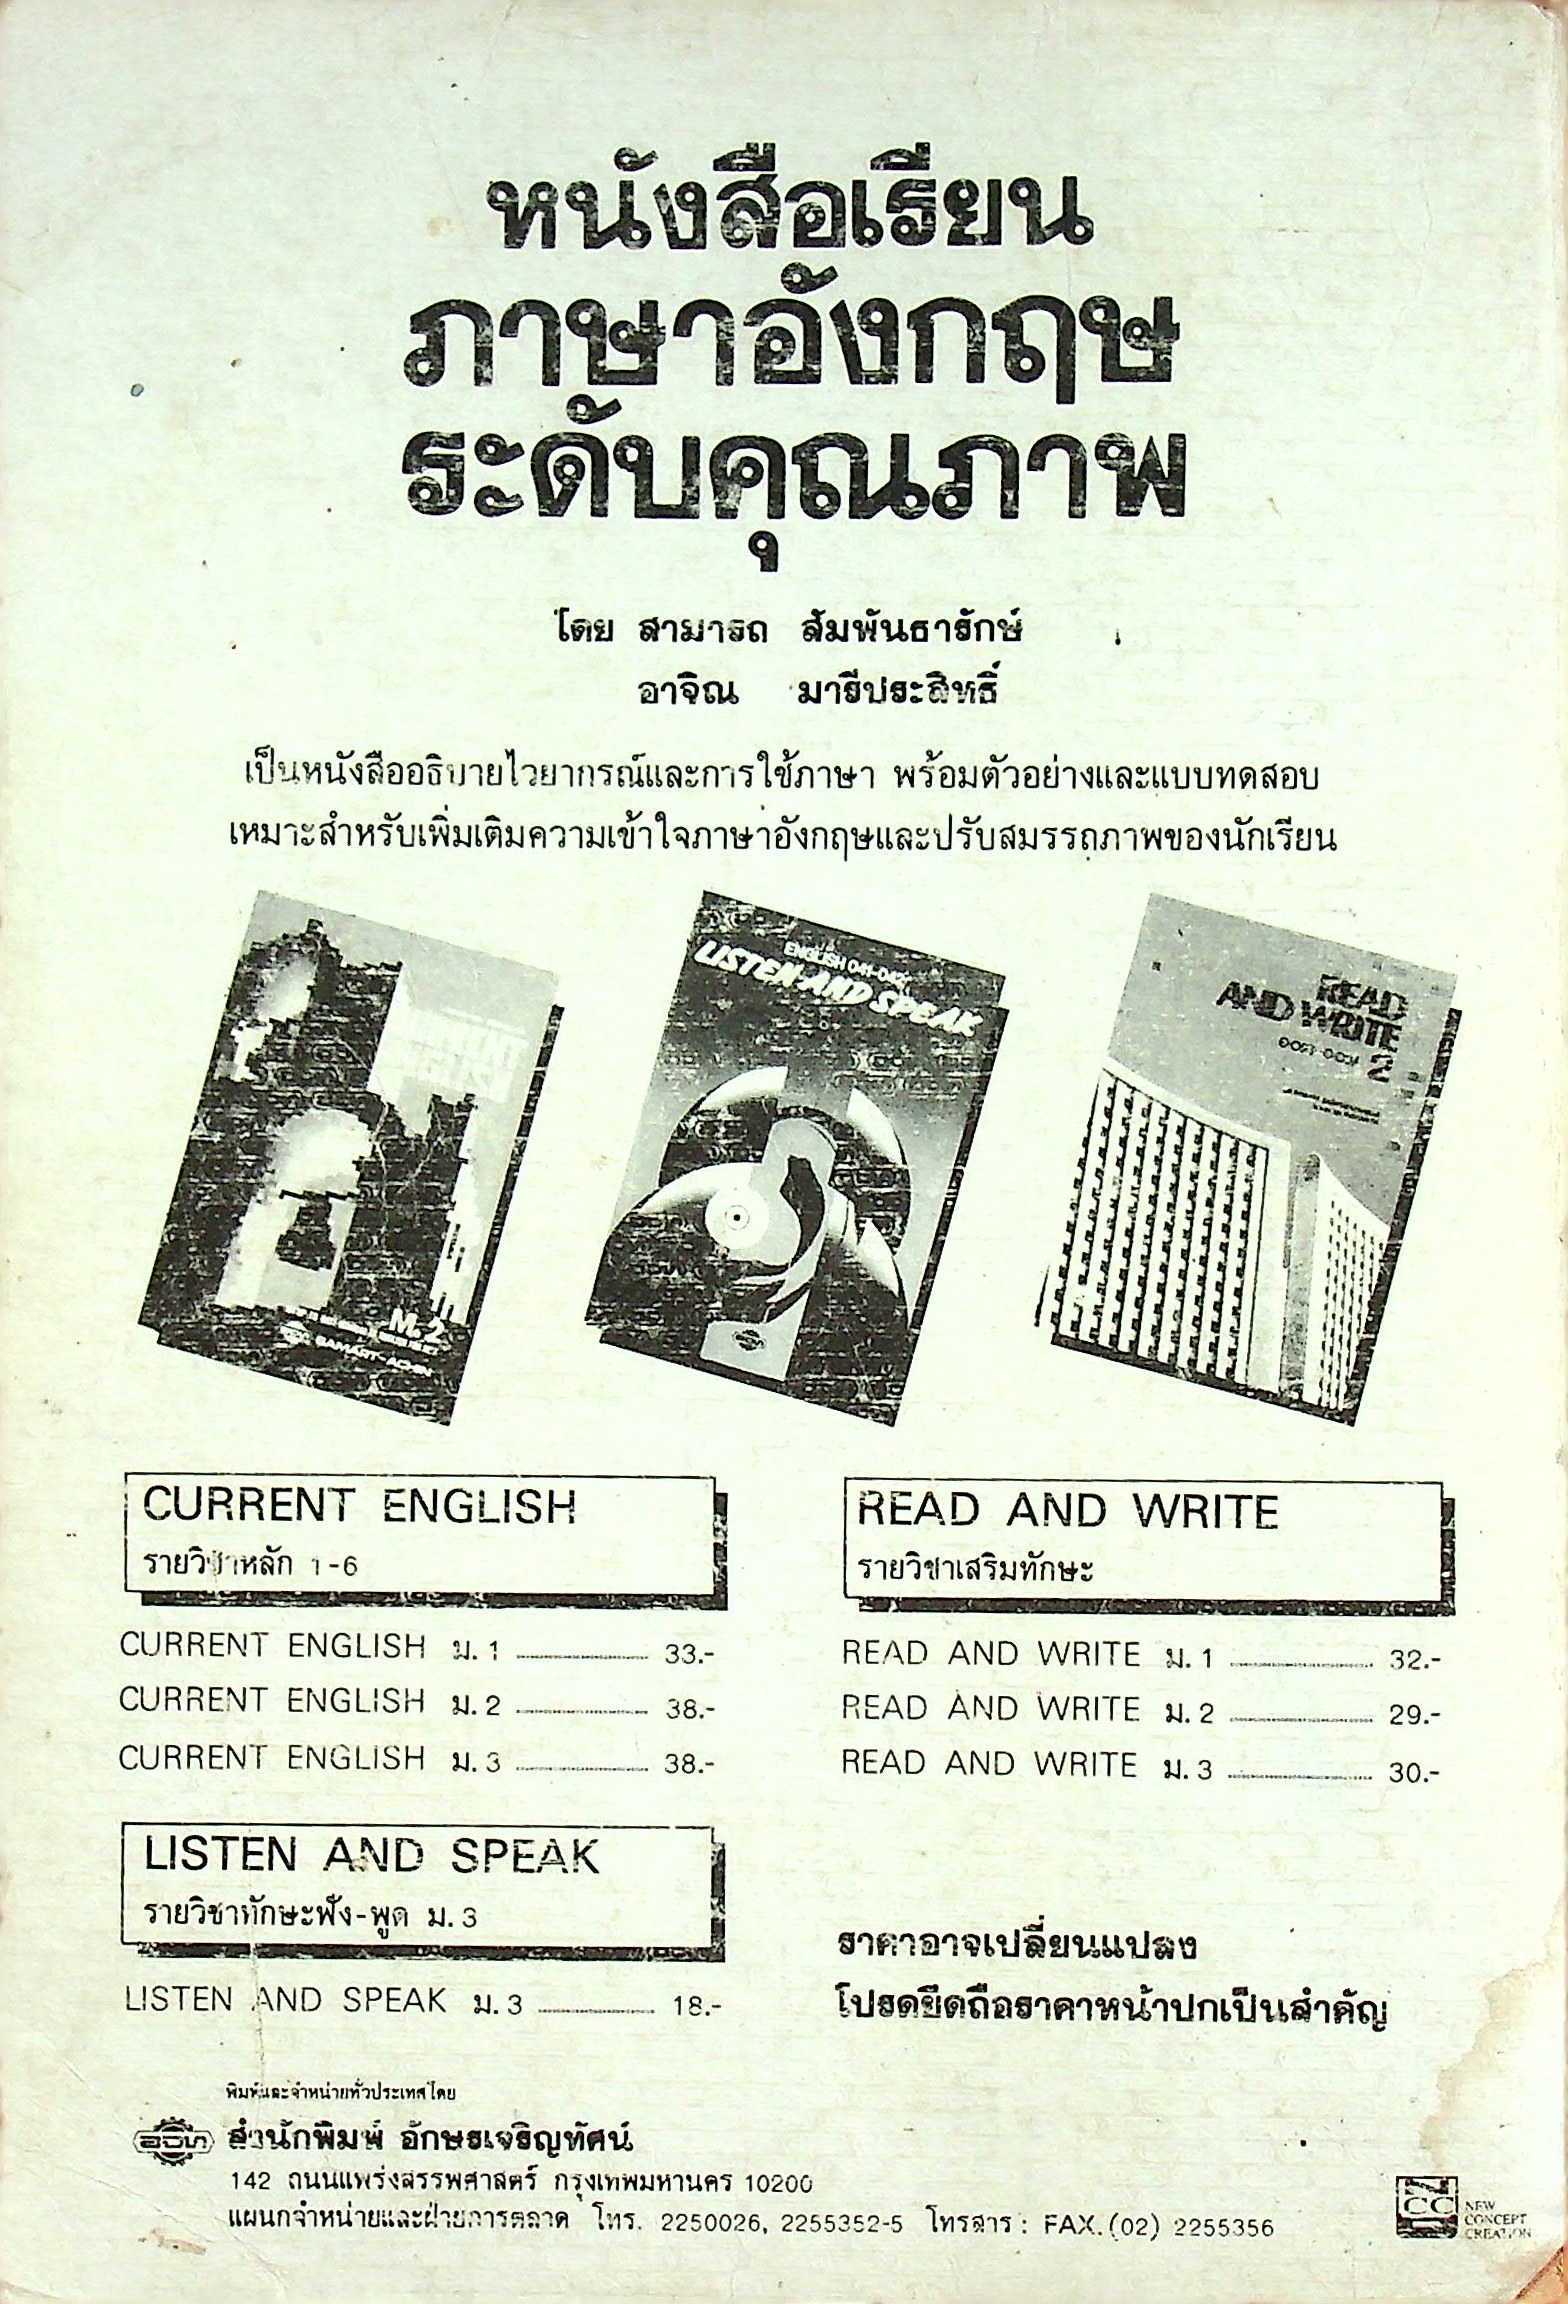 หนังสือเรียน
ภาษาอังกฤษ
ระดับคุณภาพ
โดย สามารถ สัมพันธารักษ์
อาจิณ มารีประสิทธิ์
เป็นหนังสืออธิบายไวยากรณ์และการใช้ภาษา พร้อมตัวอย่างและแบบทดสอบ
เหมาะสำหรับเพิ่มเติมความเข้าใจภาษาอังกฤษและปรับสมรรถภาพของนักเรียน
M. 2
SAMART-ACHIN
ENGLISH 041-042
LISTEN AND SPEAK
READ
AND WRITE
2
CURRENT ENGLISH
รายวิชาหลัก 1-6
CURRENT ENGLISH ม. 1 ............ 33.-
CURRENT ENGLISH ม. 2 ............ 38.-
CURRENT ENGLISH ม. 3 ............ 38.-
LISTEN AND SPEAK
รายวิชาทักษะฟัง-พูด ม. 3
LISTEN AND SPEAK ม. 3 ............ 18.-
READ AND WRITE
รายวิชาเสริมทักษะ
READ AND WRITE ม. 1 ............ 32.-
READ AND WRITE ม. 2 ............ 29.-
READ AND WRITE ม. 3 ............ 30.-
ราคาอาจเปลี่ยนแปลง
โปรดยึดถือราคาหน้าปกเป็นสำคัญ
พิมพ์และจำหน่ายทั่วประเทศโดย
อจท
สำนักพิมพ์ อักษรเจริญทัศน์
142 ถนนแพร่งสรรพศาสตร์ กรุงเทพมหานคร 10200
แผนกจำหน่ายและฝ่ายการตลาด โทร. 2250026, 2255352-5 โทรสาร : FAX. (02) 2255356
NCC
NEW
CONCEPT
CREATION